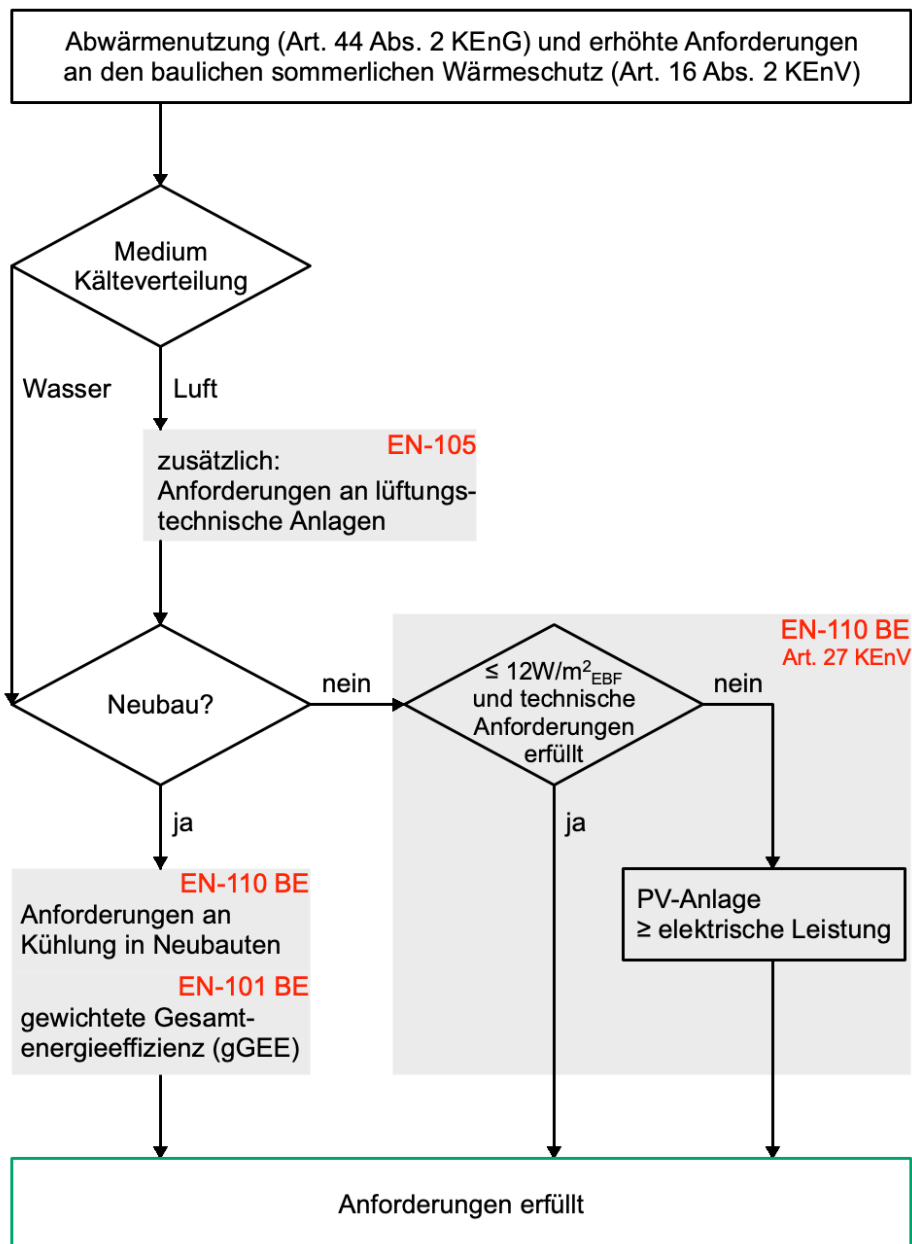 Abwärmenutzung (Art. 44 Abs. 2 KEnG) und erhöhte Anforderungen
an den baulichen sommerlichen Wärmeschutz (Art. 16 Abs. 2 KEnV)
Medium
Kälteverteilung
Wasser
Luft
EN-105
zusätzlich:
Anforderungen an lüftungs-
technische Anlagen
Neubau?
nein
EN-110 BE
Art. 27 KEnV
≤ 12W/m²EBF
und technische
Anforderungen
erfüllt
nein
ja
ja
EN-110 BE
Anforderungen an
Kühlung in Neubauten
EN-101 BE
gewichtete Gesamt-
energieeffizienz (gGEE)
PV-Anlage
≥ elektrische Leistung
Anforderungen erfüllt